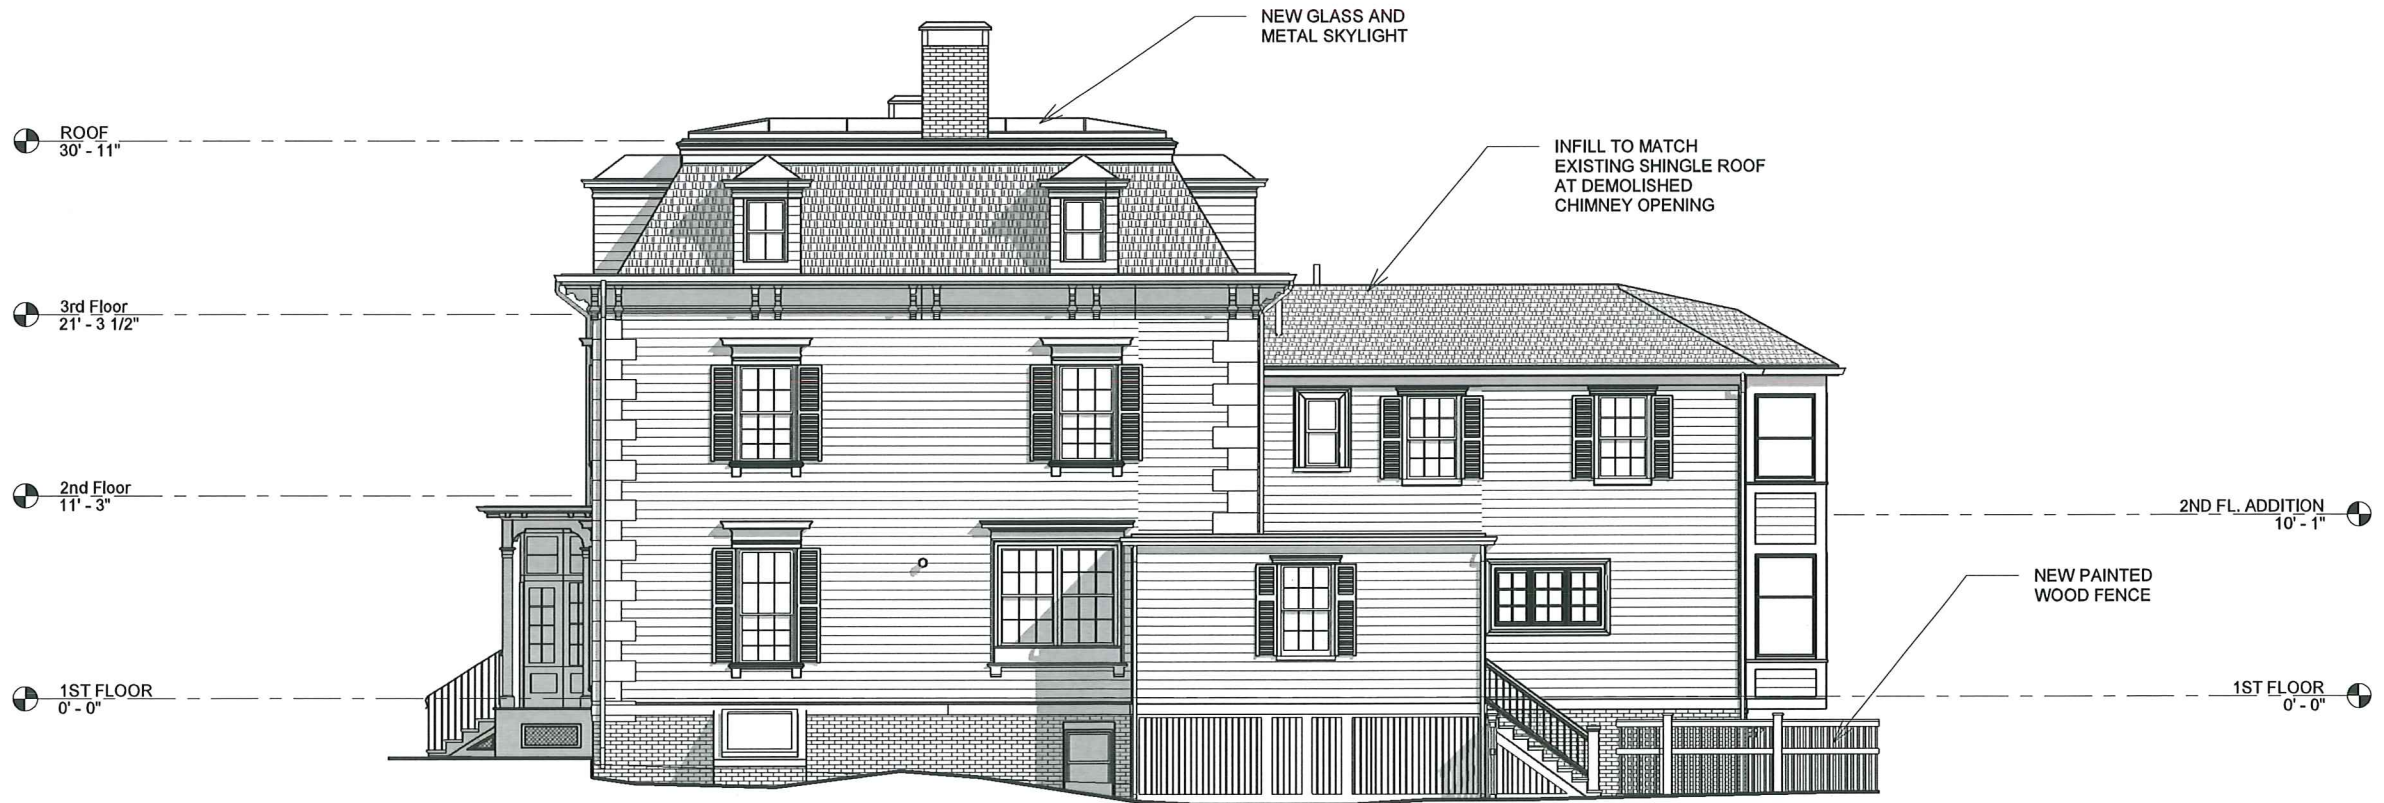 NEW GLASS AND
METAL SKYLIGHT
ROOF
30' - 11"
INFILL TO MATCH
EXISTING SHINGLE ROOF
AT DEMOLISHED
CHIMNEY OPENING
3rd Floor
21' - 3 1/2"
2nd Floor
11' - 3"
2ND FL. ADDITION
10' - 1"
NEW PAINTED
WOOD FENCE
1ST FLOOR
0' - 0"
1ST FLOOR
0' - 0"